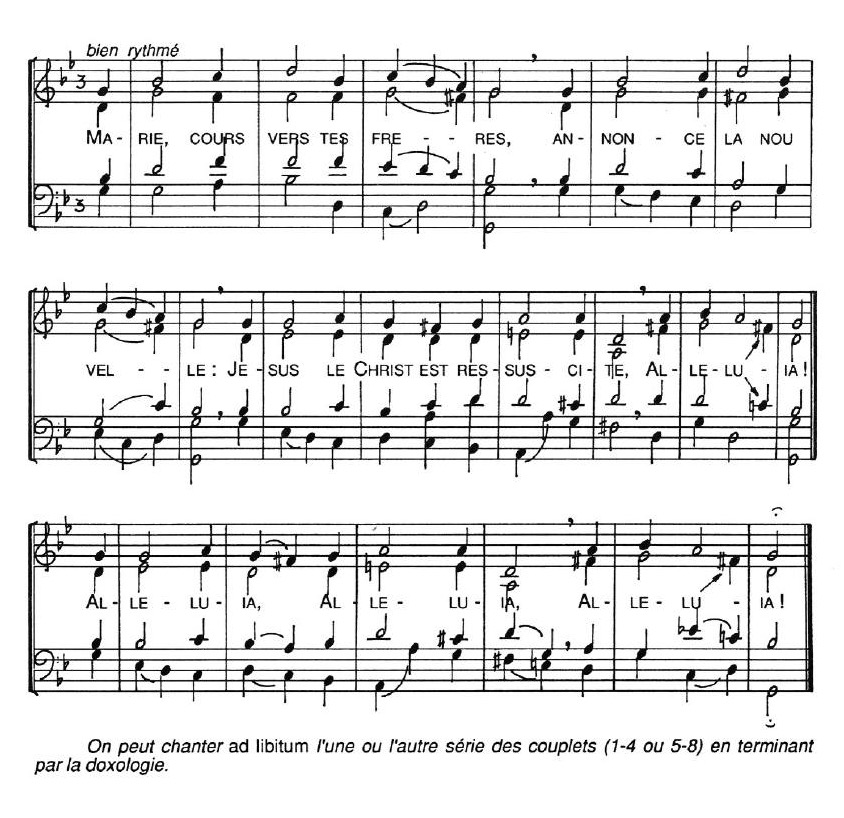 bien rythmé
3
MA - RIE, COURS VERS TES FRE - - RES, AN - NON - CE LA NOU
3
VEL - - LE : JE - SUS LE CHRIST EST RES - SUS - CI - TE, AL - LE - LU - IA !
AL - LE - LU - IA, AL - LE - LU - IA, AL - LE - LU - IA !
On peut chanter ad libitum l'une ou l'autre série des couplets (1-4 ou 5-8) en terminant
par la doxologie.